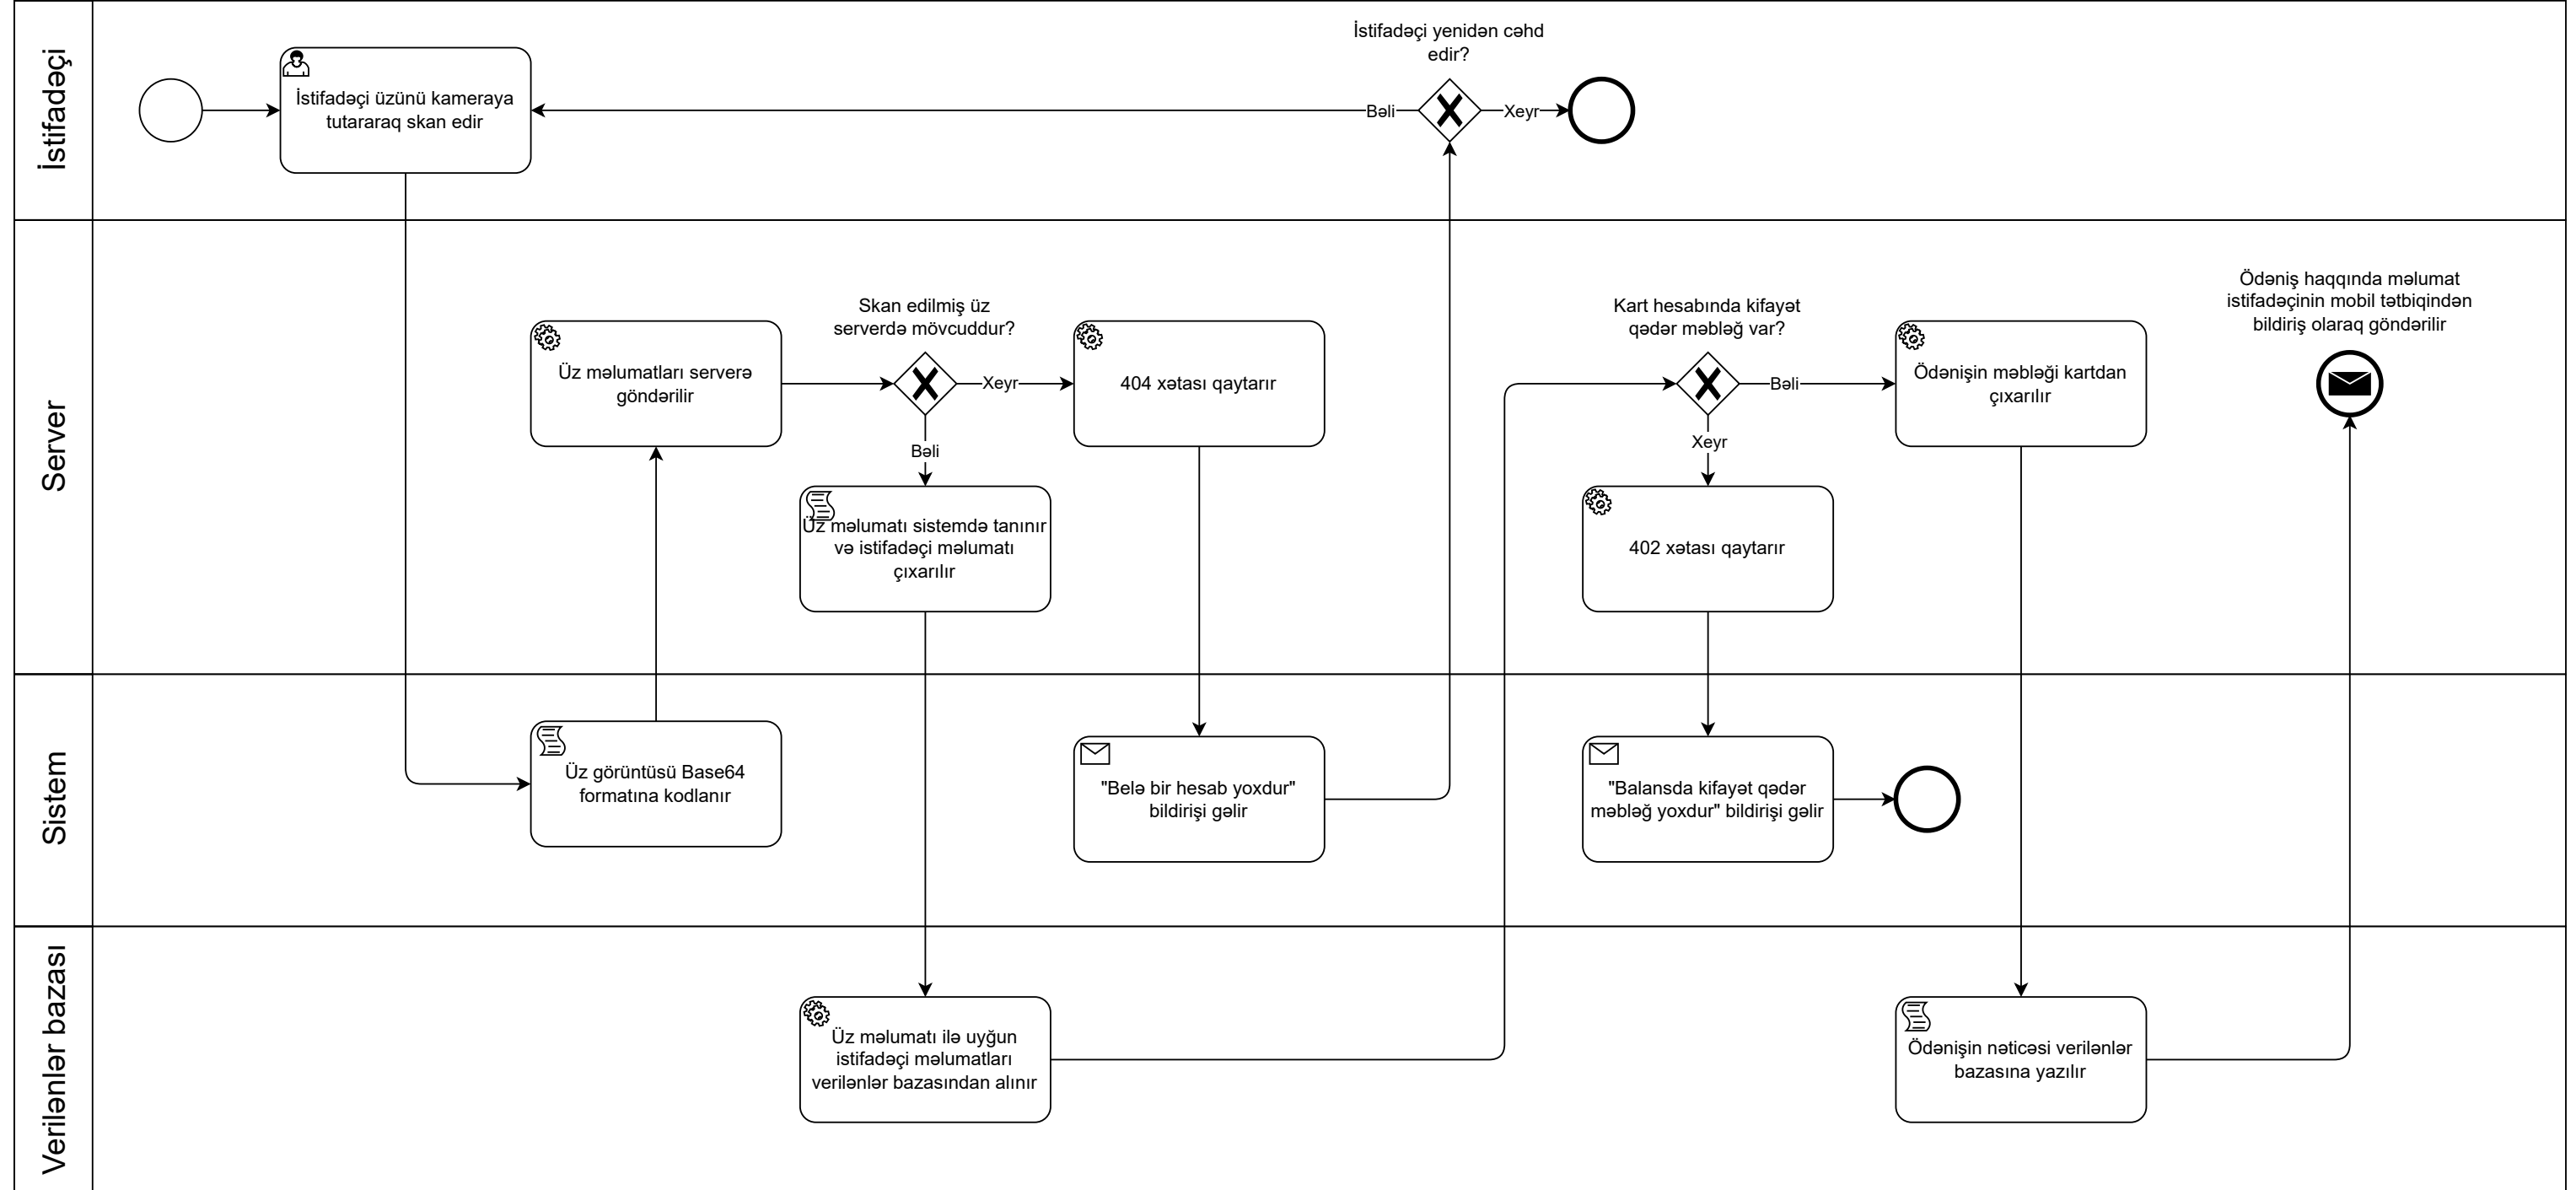 İstifadəçi
İstifadəçi üzünü kameraya
tutararaq skan edir
İstifadəçi yenidən cəhd
edir?
Bəli
Xeyr
Server
Üz məlumatları serverə
göndərilir
Skan edilmiş üz
serverdə mövcuddur?
Xeyr
Bəli
404 xətası qaytarır
Üz məlumatı sistemdə tanınır
və istifadəçi məlumatı
çıxarılır
Kart hesabında kifayət
qədər məbləğ var?
Bəli
Xeyr
Ödənişin məbləği kartdan
çıxarılır
402 xətası qaytarır
Ödəniş haqqında məlumat
istifadəçinin mobil tətbiqindən
bildiriş olaraq göndərilir
Sistem
Üz görüntüsü Base64
formatına kodlanır
"Belə bir hesab yoxdur"
bildirişi gəlir
"Balansda kifayət qədər
məbləğ yoxdur" bildirişi gəlir
Verilənlər bazası
Üz məlumatı ilə uyğun
istifadəçi məlumatları
verilənlər bazasından alınır
Ödənişin nəticəsi verilənlər
bazasına yazılır